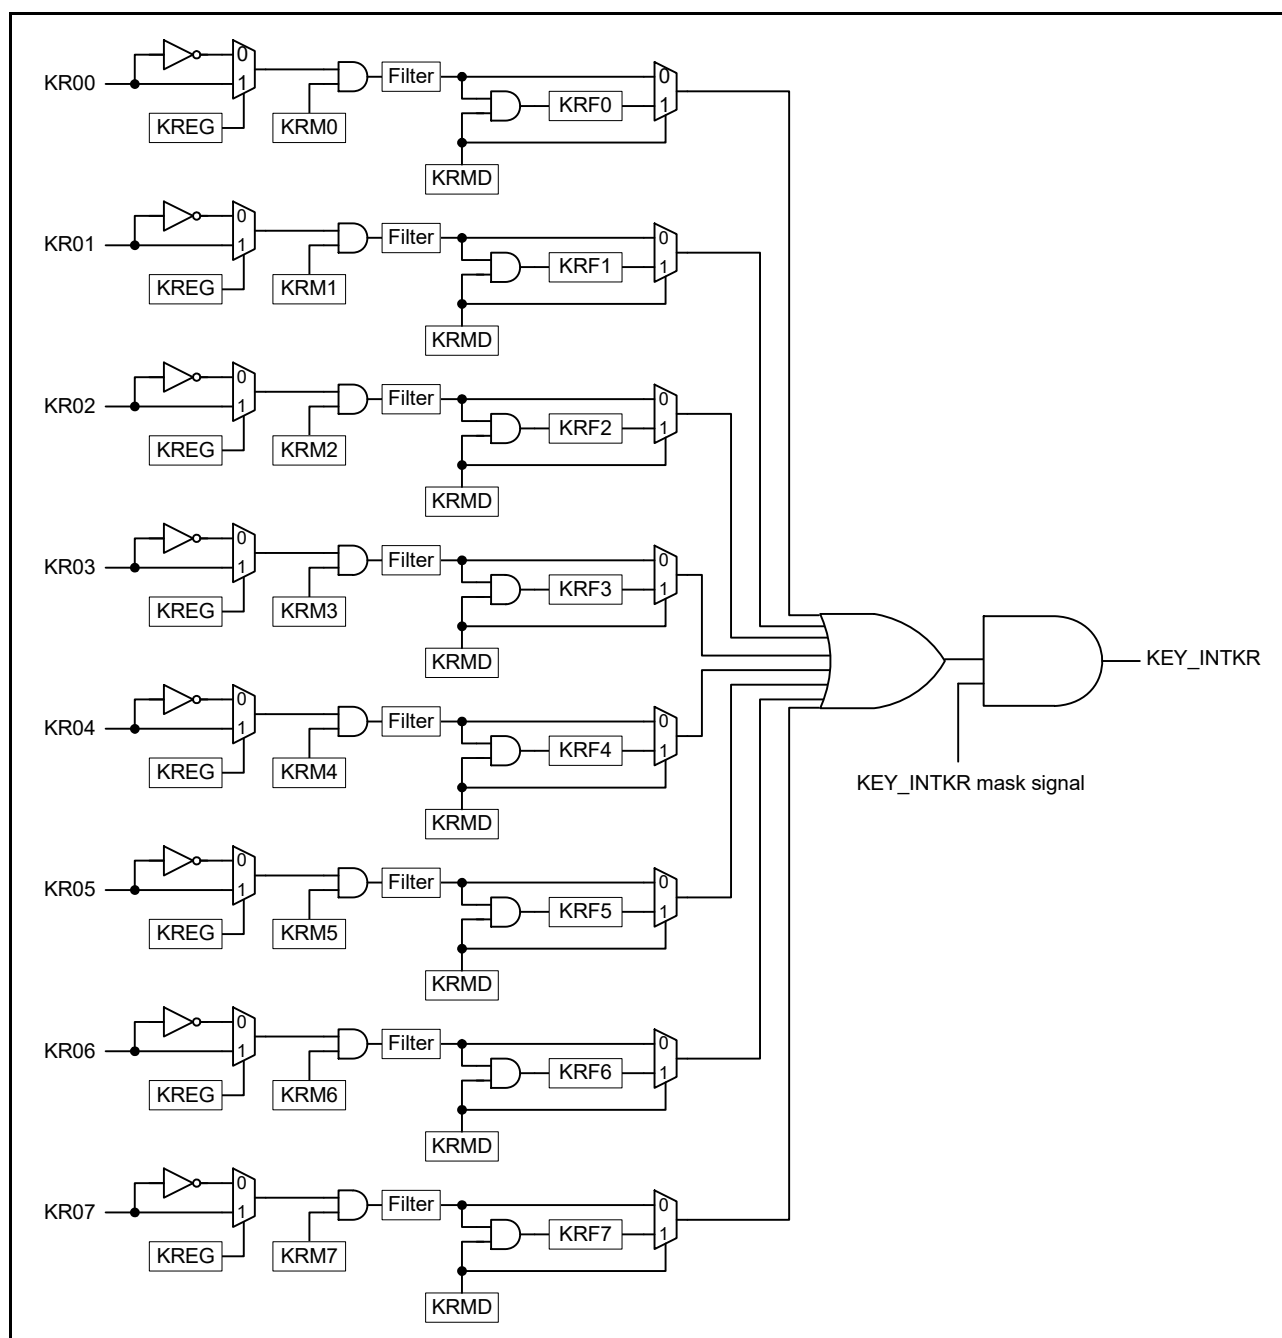 0
KR00
1
Filter
0
KREG
KRM0
KRF0
1
KRMD
0
KR01
1
Filter
0
KREG
KRM1
KRF1
1
KRMD
0
KR02
1
Filter
0
KREG
KRM2
KRF2
1
KRMD
0
KR03
1
Filter
0
KREG
KRM3
KRF3
1
KRMD
0
KR04
1
Filter
0
KREG
KRM4
KRF4
1
KRMD
0
KR05
1
Filter
0
KREG
KRM5
KRF5
1
KRMD
0
KR06
1
Filter
0
KREG
KRM6
KRF6
1
KRMD
0
KR07
1
Filter
0
KREG
KRM7
KRF7
1
KRMD
KEY_INTKR
KEY_INTKR mask signal